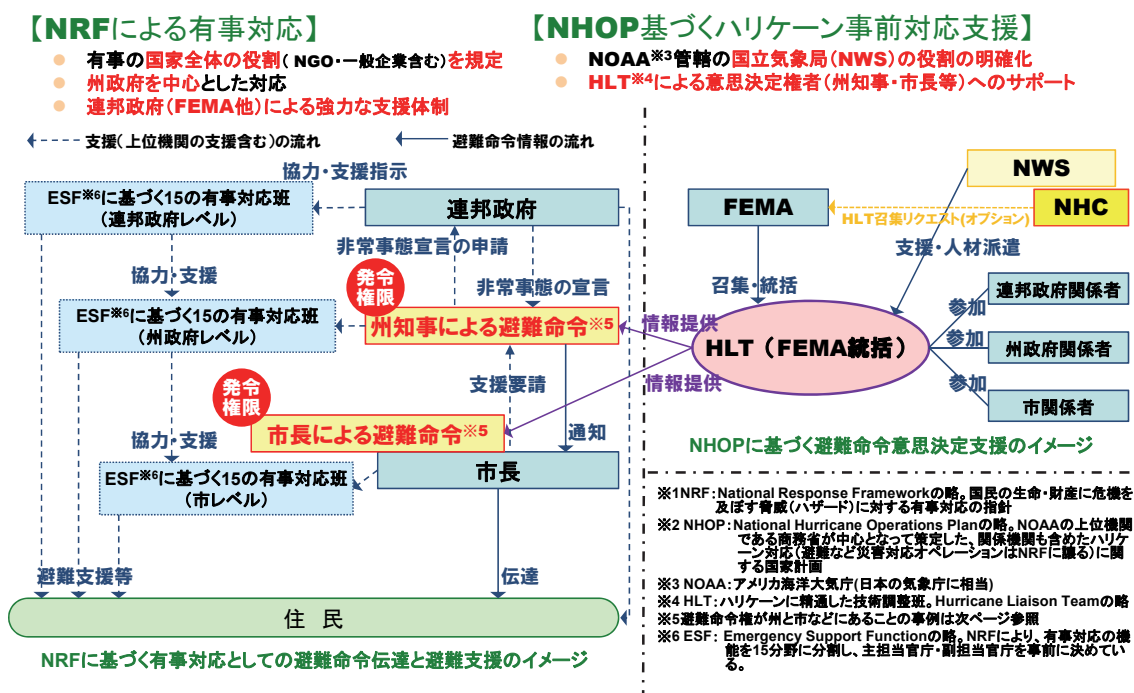 【NRFによる有事対応】
● 有事の国家全体の役割（NGO・一般企業含む）を規定
● 州政府を中心とした対応
● 連邦政府（FEMA他）による強力な支援体制
【NHOP基づくハリケーン事前対応支援】
● NOAA※3管轄の国立気象局（NWS）の役割の明確化
● HLT※4による意思決定権者（州知事・市長等）へのサポート
支援（上位機関の支援含む）の流れ
避難命令情報の流れ
協力・支援指示
ESF※6に基づく15の有事対応班
（連邦政府レベル）
連邦政府
非常事態宣言の申請
協力・支援
発令
権限
非常事態の宣言
ESF※6に基づく15の有事対応班
（州政府レベル）
州知事による避難命令※5
支援要請
発令
権限
市長による避難命令※5
通知
協力・支援
市長
ESF※6に基づく15の有事対応班
（市レベル）
避難支援等
伝達
住 民
NRFに基づく有事対応としての避難命令伝達と避難支援のイメージ
NWS
FEMA
NHC
HLT召集リクエスト(オプション)
支援・人材派遣
召集・統括
連邦政府関係者
参加
情報提供
HLT（FEMA統括）
参加
州政府関係者
情報提供
参加
市関係者
NHOPに基づく避難命令意思決定支援のイメージ
※1NRF：National Response Frameworkの略。国民の生命・財産に危機を
及ぼす脅威（ハザード）に対する有事対応の指針
※2 NHOP：National Hurricane Operations Planの略。NOAAの上位機関
である商務省が中心となって策定した、関係機関も含めたハリ
ケーン対応（避難など災害対応オペレーションはNRFに譲る）に関
する国家計画
※3 NOAA：アメリカ海洋大気庁(日本の気象庁に相当)
※4 HLT：ハリケーンに精通した技術調整班。Hurricane Liaison Teamの略
※5避難命令権が州と市などにあることの事例は次ページ参照
※6 ESF： Emergency Support Functionの略。NRFにより、有事対応の機
能を15分野に分割し、主担当官庁・副担当官庁を事前に決めてい
る。